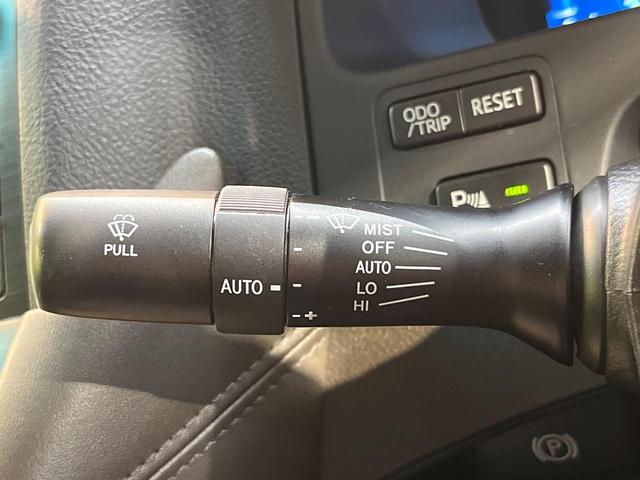 ODO
/TRIP
RESET
P
PULL
MIST
OFF
AUTO
LO
HI
AUTO
- +
P